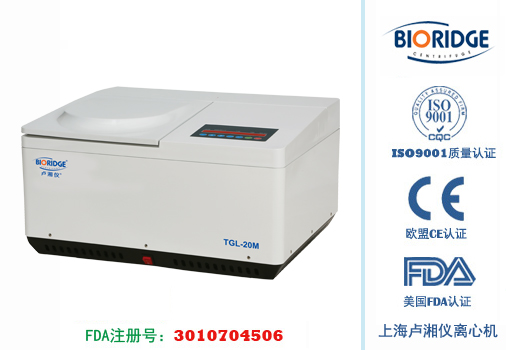 BIORIDGE
卢湘仪
TGL-20M
FDA注册号：3010704506
BIORIDGE
CENTRIFUGE
QUALITY ASSURED FIRM
ISO
9001
CQC
ISO9001质量认证
CE
欧盟CE认证
FDA
美国FDA认证
上海卢湘仪离心机